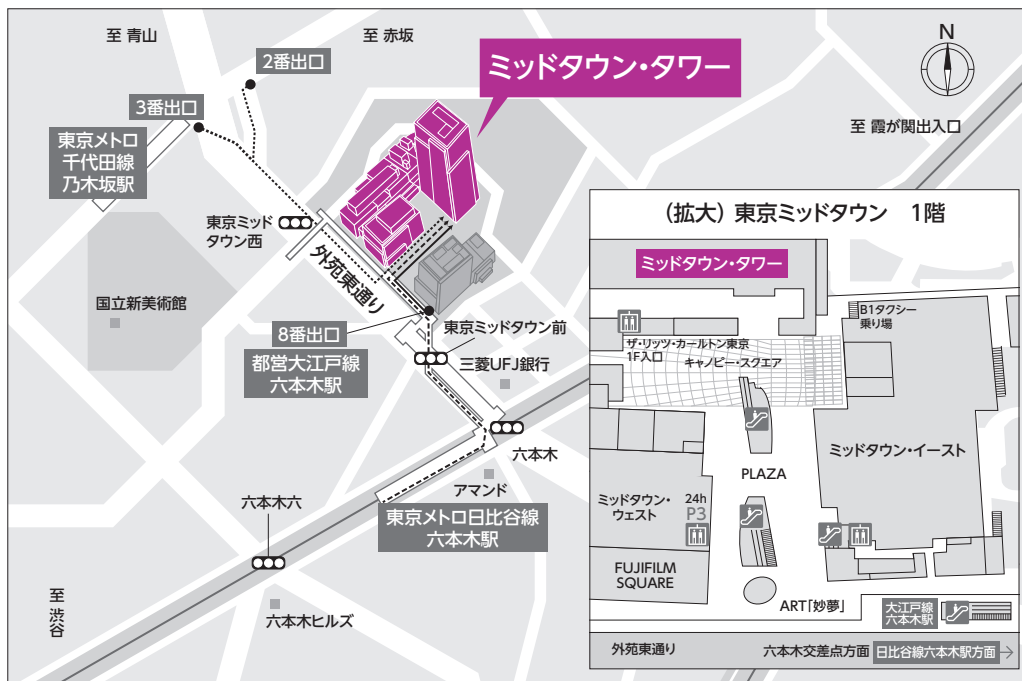 至 青山
至 赤坂
2番出口
ミッドタウン・タワー
N
3番出口
至 霞が関出入口
東京メトロ
千代田線
乃木坂駅
東京ミッド
タウン西
外苑東通り
国立新美術館
8番出口
都営大江戸線
六本木駅
東京ミッドタウン前
三菱UFJ銀行
六本木
アマンド
東京メトロ日比谷線
六本木駅
六本木六
至 渋谷
六本木ヒルズ
(拡大) 東京ミッドタウン 1階
ミッドタウン・タワー
B1タクシー
乗り場
ザ・リッツ・カールトン東京
1F入口
キャノピー・スクエア
ミッドタウン・イースト
PLAZA
ミッドタウン・
ウェスト
24h
P3
FUJIFILM
SQUARE
ART「妙夢」
大江戸線
六本木駅
外苑東通り
六本木交差点方面 日比谷線六本木駅方面→